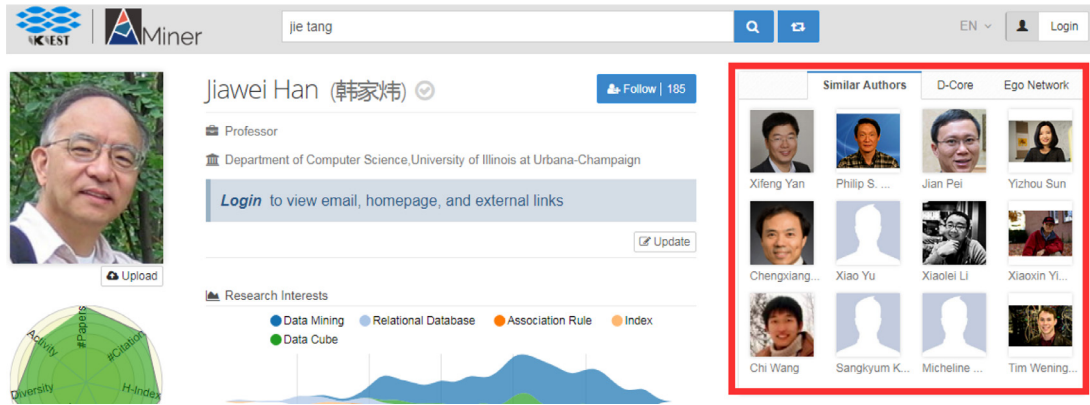 IKCEST AMiner jie tang EN Login
Jiawei Han (韩家炜)
Follow | 185
Professor
Department of Computer Science,University of Illinois at Urbana-Champaign
Login to view email, homepage, and external links
Update
Upload
Research Interests
Data Mining Relational Database Association Rule Index
Data Cube
Activity
#Papers
#Citation
Diversity
H-Index
Similar Authors D-Core Ego Network
Xifeng Yan Philip S. ... Jian Pei Yizhou Sun
Chengxiang... Xiao Yu Xiaolei Li Xiaoxin Yi...
Chi Wang Sangkyum K... Micheline ... Tim Wening...